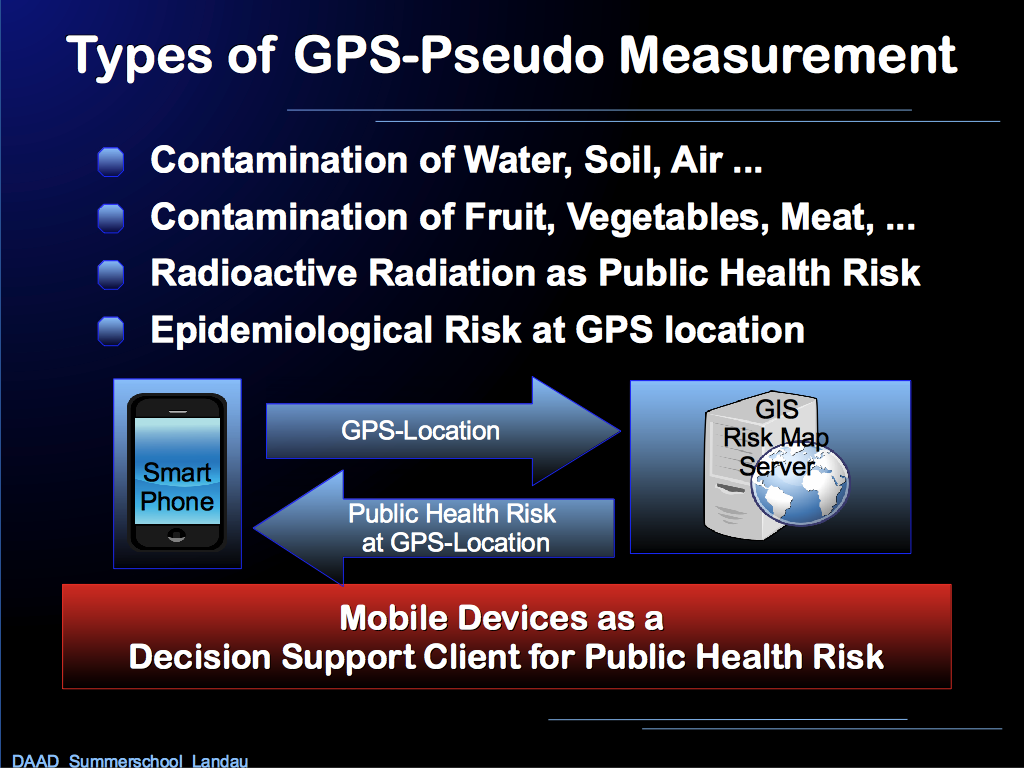 Types of GPS-Pseudo Measurement
Contamination of Water, Soil, Air ...
Contamination of Fruit, Vegetables, Meat, ...
Radioactive Radiation as Public Health Risk
Epidemiological Risk at GPS location
Smart
Phone
GPS-Location
Public Health Risk
at GPS-Location
GIS
Risk Map
Server
Mobile Devices as a
Decision Support Client for Public Health Risk
DAAD Summerschool Landau